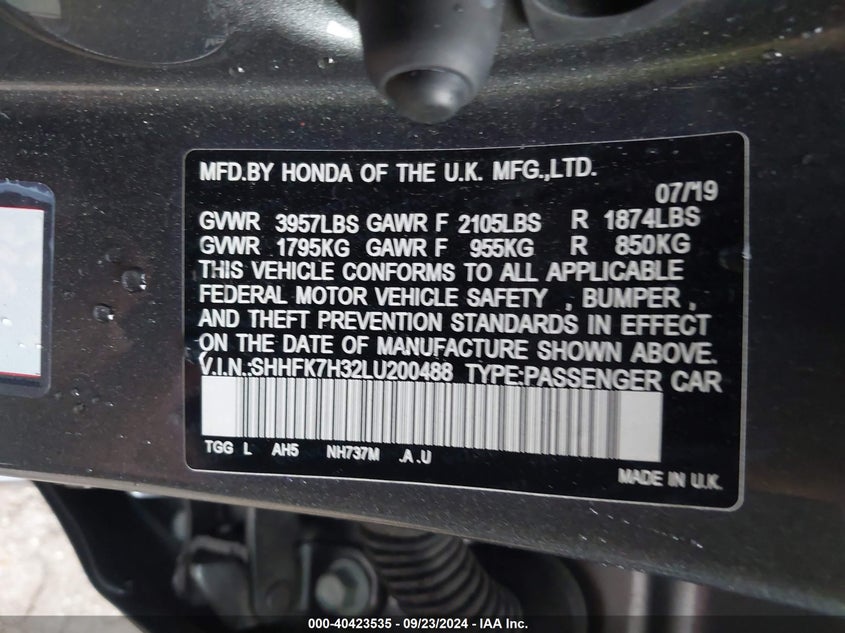 MFD.BY HONDA OF THE U.K. MFG.,LTD.
07/19
GVWR 3957LBS GAWR F 2105LBS R 1874LBS
GVWR 1795KG GAWR F 955KG R 850KG
THIS VEHICLE CONFORMS TO ALL APPLICABLE
FEDERAL MOTOR VEHICLE SAFETY , BUMPER ,
AND THEFT PREVENTION STANDARDS IN EFFECT
ON THE DATE OF MANUFACTURE SHOWN ABOVE.
V.I.N.:SHHFK7H32LU200488 TYPE:PASSENGER CAR
TGG L AH5 NH737M .A .U
MADE IN U.K.
000-40423535 - 09/23/2024 - IAA Inc.